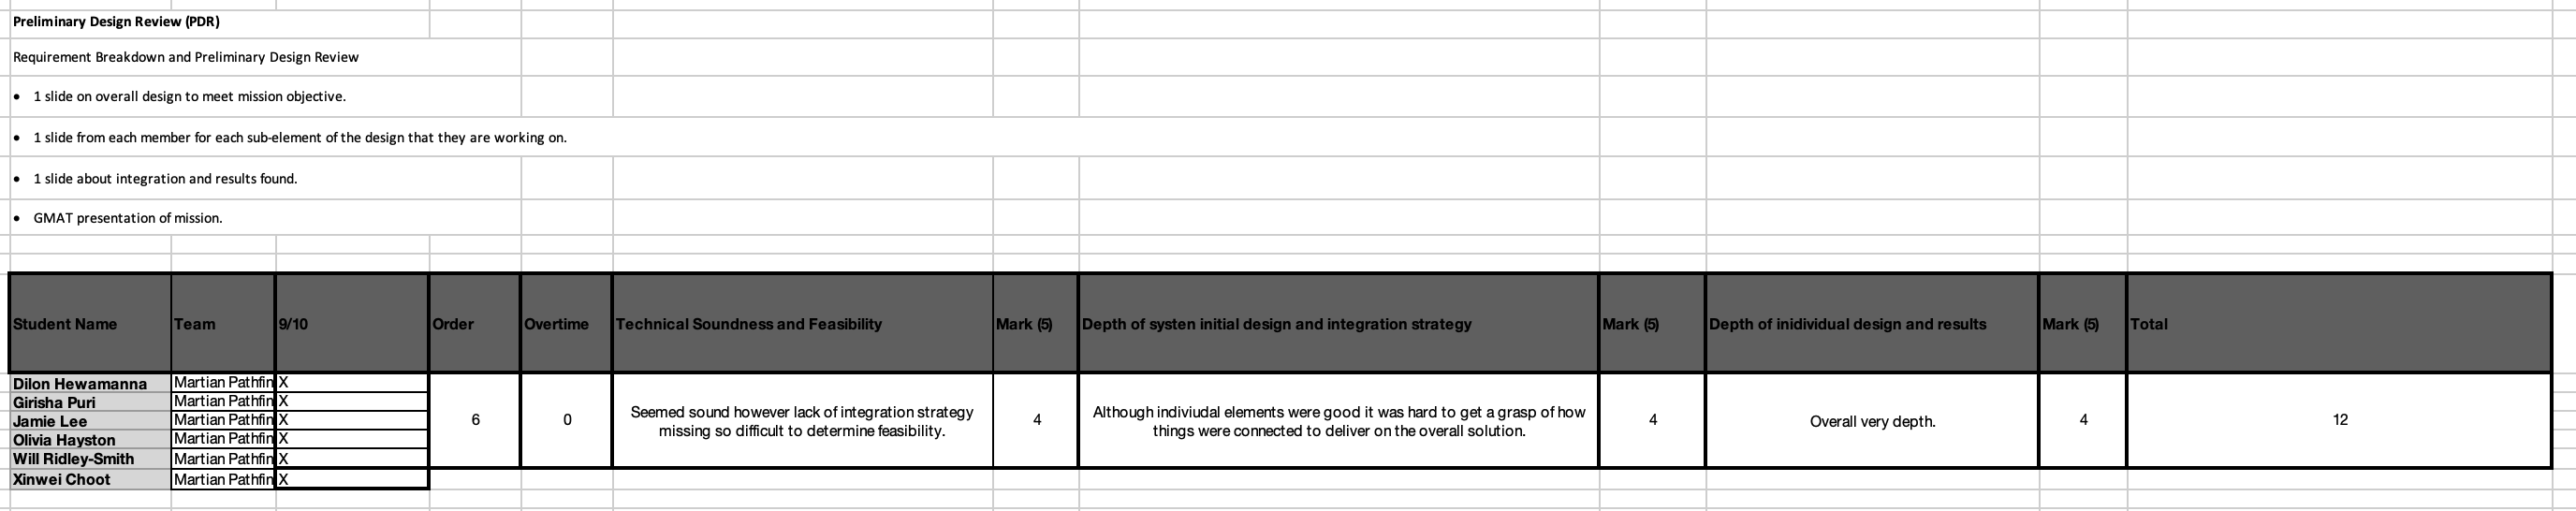 Preliminary Design Review (PDR)
Requirement Breakdown and Preliminary Design Review
• 1 slide on overall design to meet mission objective.
• 1 slide from each member for each sub-element of the design that they are working on.
• 1 slide about integration and results found.
• GMAT presentation of mission.
Student Name Team 9/10 Order Overtime Technical Soundness and Feasibility Mark (5) Depth of systen initial design and integration strategy Mark (5) Depth of inidividual design and results Mark (5) Total
Dilon Hewamanna Martian Pathfin X
Girisha Puri Martian Pathfin X
Jamie Lee Martian Pathfin X
Olivia Hayston Martian Pathfin X
Will Ridley-Smith Martian Pathfin X
Xinwei Choot Martian Pathfin X
6
0
Seemed sound however lack of integration strategy
missing so difficult to determine feasibility.
4
Although indiviudal elements were good it was hard to get a grasp of how
things were connected to deliver on the overall solution.
4
Overall very depth.
4
12